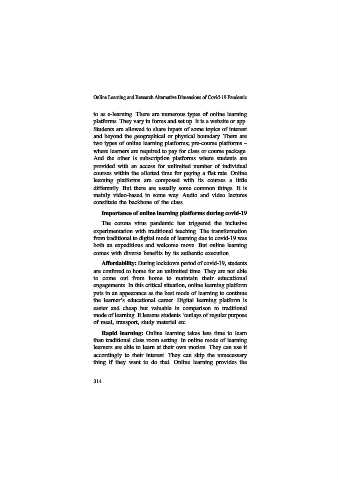 Online Learning and Research Alternative Dimensions of Covid-19 Pandemic
to as e-learning. There are numerous types of online learning
platforms. They vary in forms and set up. It is a website or app.
Students are allowed to share inputs of some topics of interest
and beyond the geographical or physical boundary. There are
two types of online learning platforms; pre-course platforms –
where learners are required to pay for class or course package.
And the other is subscription platforms where students are
provided with an access for unlimited number of individual
courses within the alloted time for paying a flat rate. Online
learning platforms are composed with its courses a little
differently. But there are usually some common things. It is
mainly video-based in some way. Audio and video lectures
constitute the backbone of the class.
Importance of online learning platforms during covid-19
The corona virus pandemic has triggered the inclusive
experimentation with traditional teaching. The transformation
from traditional to digital mode of learning due to covid-19 was
both an expeditious and welcome move. But online learning
comes with diverse benefits by its authentic execution.
Affordability: During lockdown period of covid-19, students
are confined to home for an unlimited time. They are not able
to come out from home to maintain their educational
engagements. In this critical situation, online learning platform
puts in an appearance as the best mode of learning to continue
the learner's educational career. Digital learning platform is
easier and cheap but valuable in comparison to traditional
mode of learning. It lessens students 'outlays of regular purpose
of meal, transport, study material etc.
Rapid learning: Online learning takes less time to learn
than traditional class room setting. In online mode of learning
learners are able to learn at their own motion. They can use it
accordingly to their interest. They can skip the unnecessary
thing if they want to do that. Online learning provides the
314